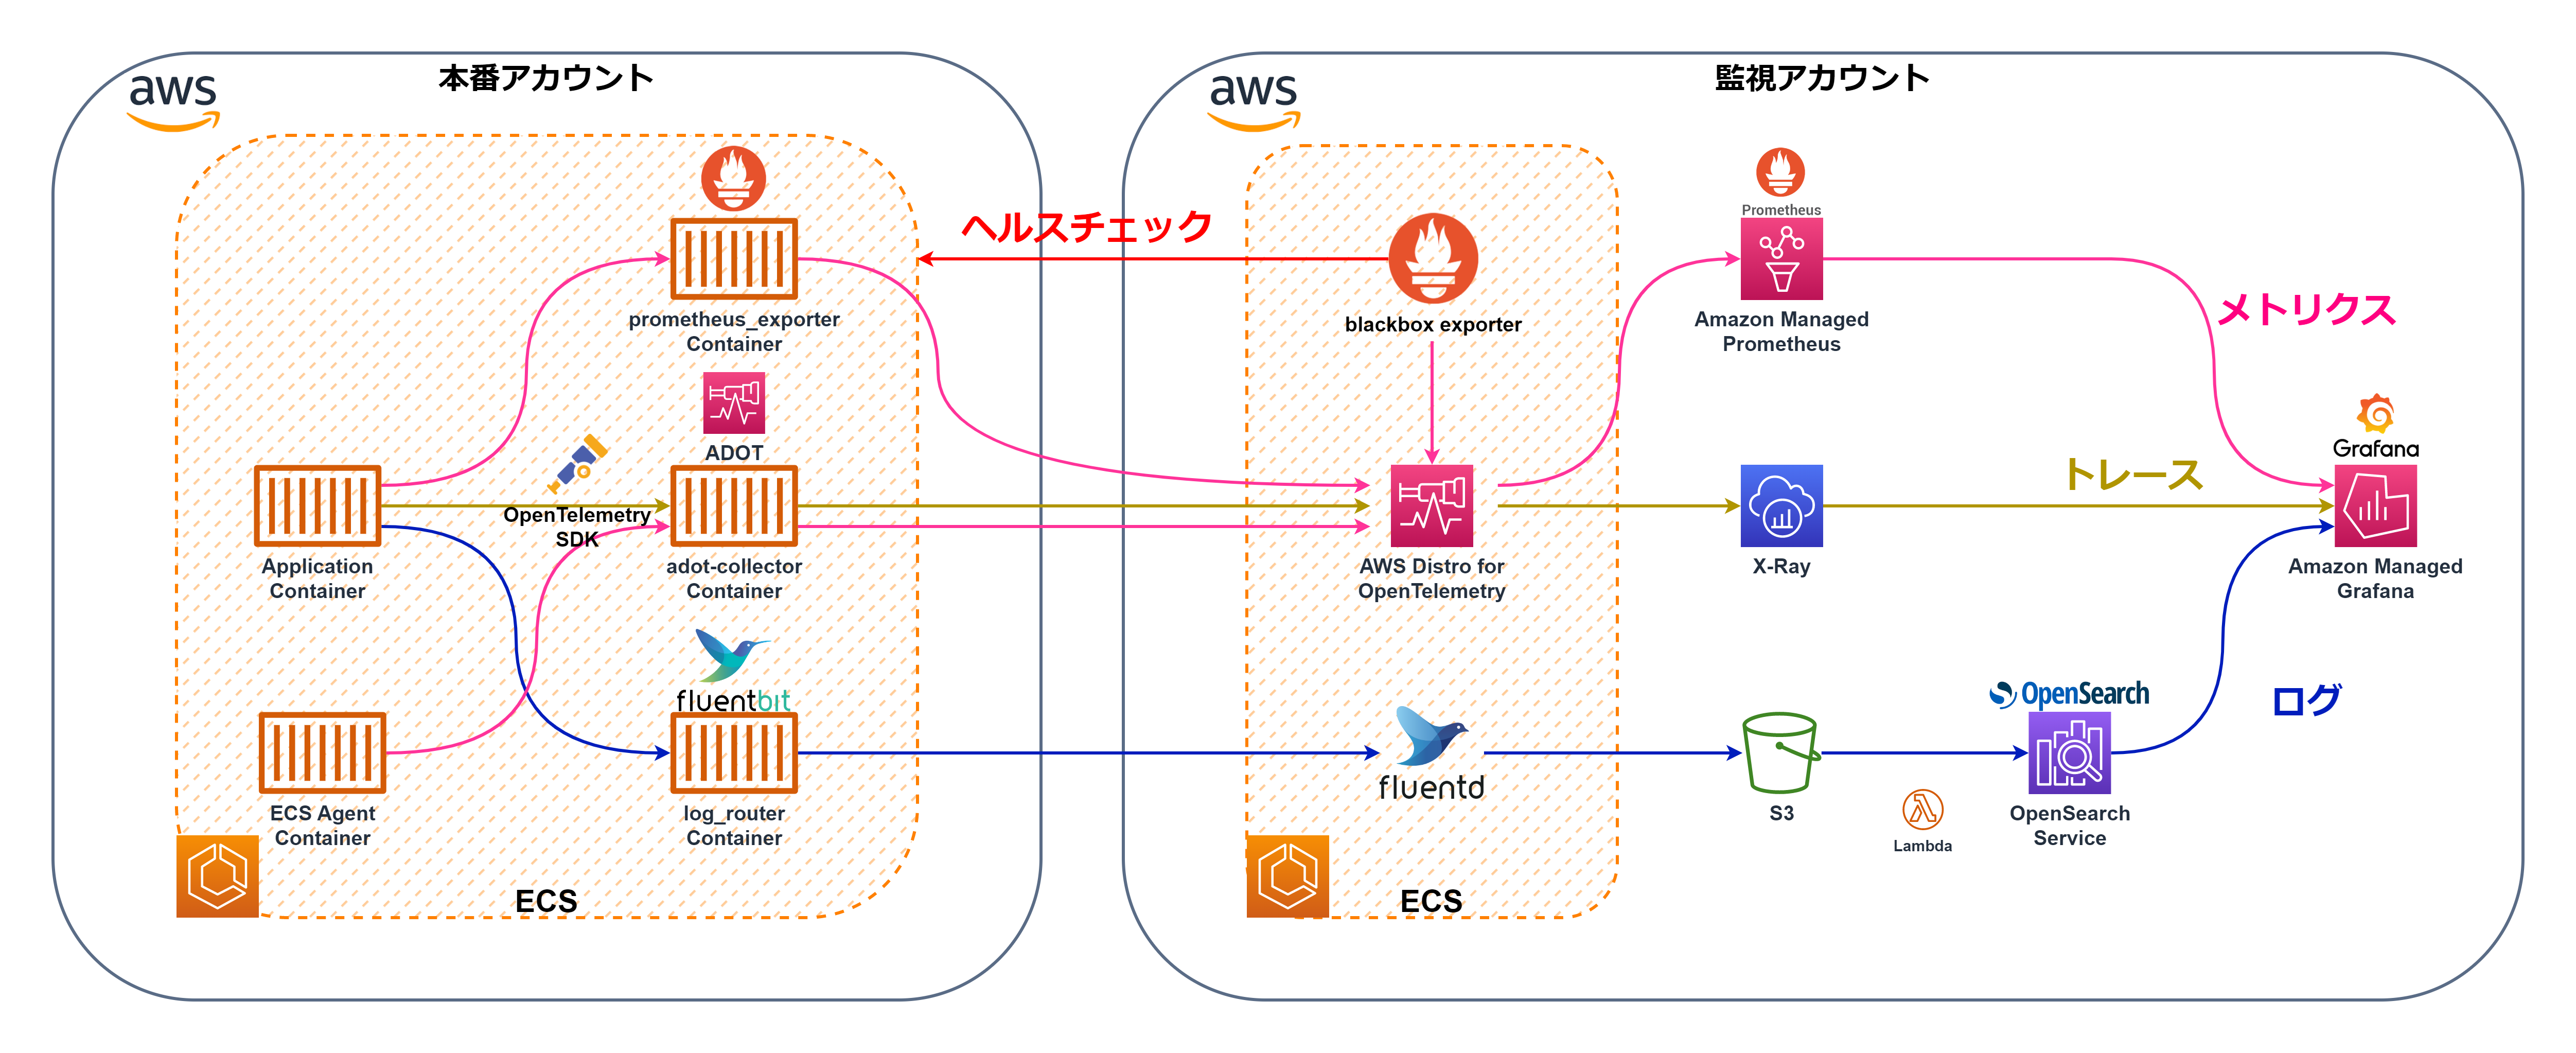 aws
本番アカウント
prometheus_exporter
Container
ADOT
OpenTelemetry
SDK
Application
Container
adot-collector
Container
fluentbit
ECS Agent
Container
log_router
Container
ECS
ヘルスチェック
aws
監視アカウント
blackbox exporter
Prometheus
Amazon Managed
Prometheus
メトリクス
Grafana
トレース
AWS Distro for
OpenTelemetry
X-Ray
Amazon Managed
Grafana
fluentd
S3
OpenSearch
ログ
Lambda
OpenSearch
Service
ECS